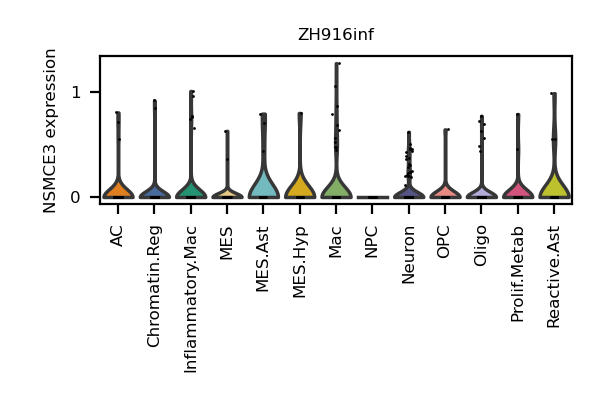 ZH916inf
NSMCE3 expression
1
0
AC
Chromatin.Reg
Inflammatory.Mac
MES
MES.Ast
MES.Hyp
Mac
NPC
Neuron
OPC
Oligo
Prolif.Metab
Reactive.Ast